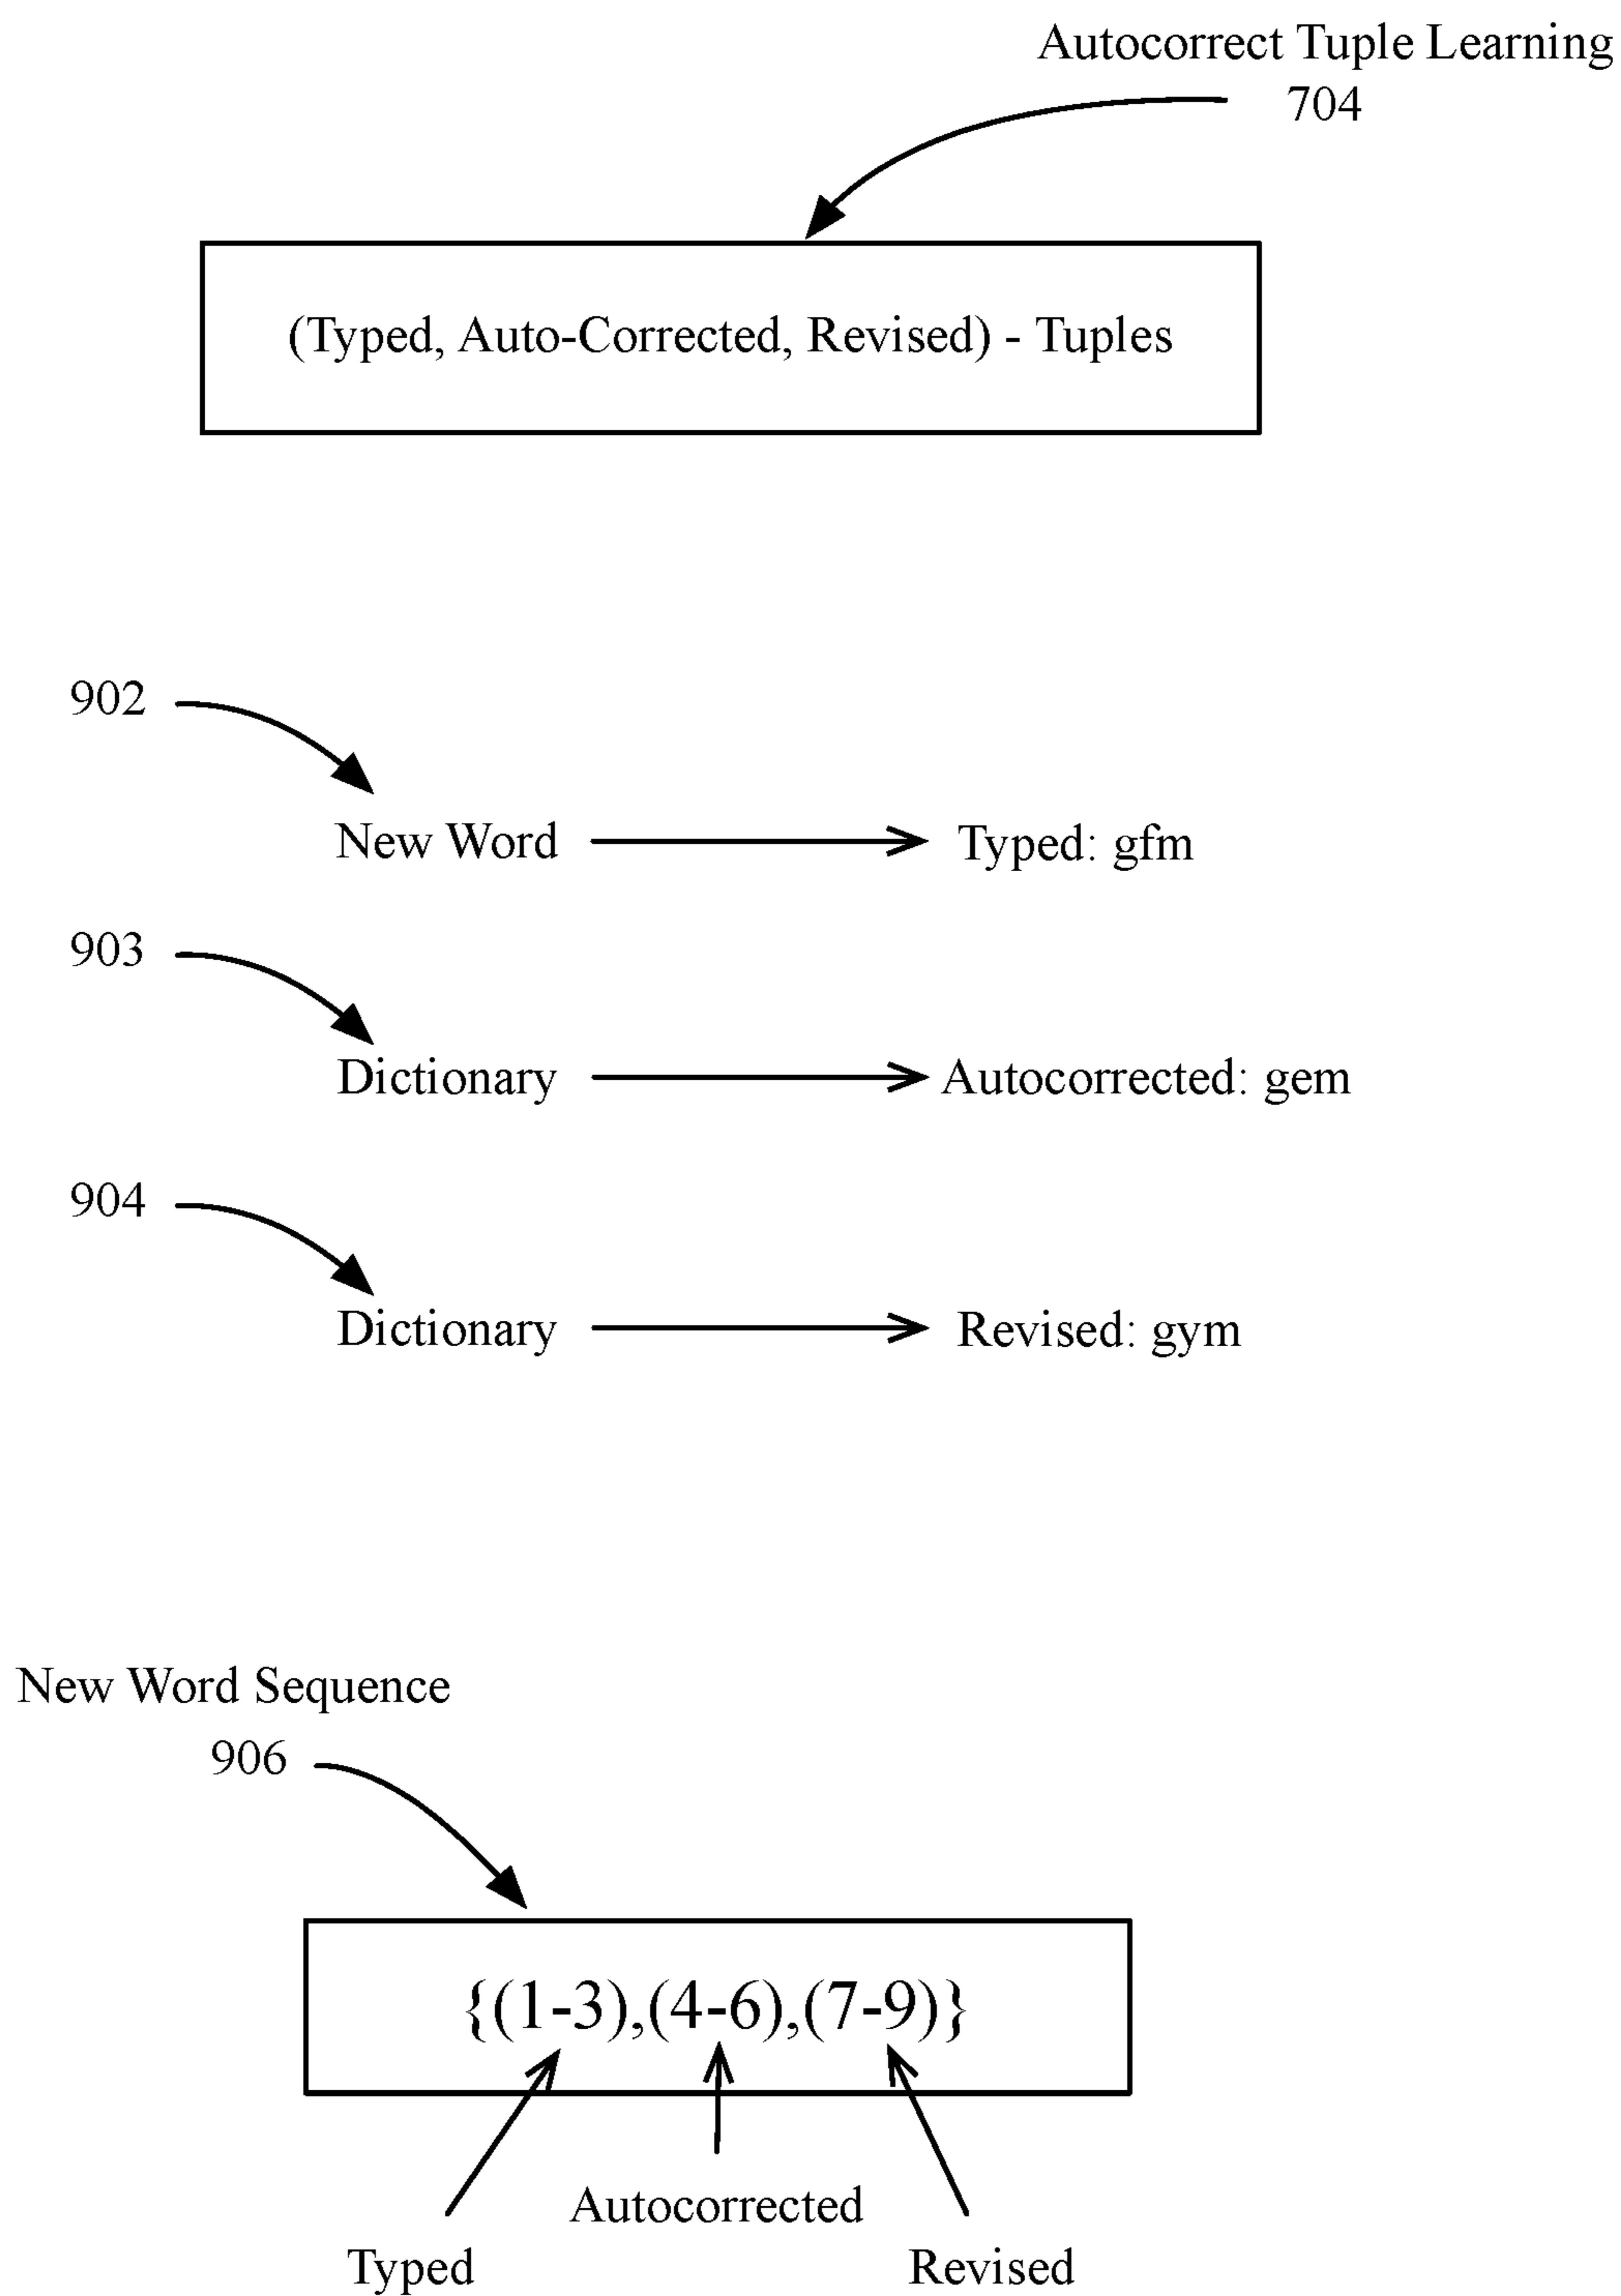 Autocorrect Tuple Learning
704
(Typed, Auto-Corrected, Revised) - Tuples
902
New Word
Typed: gfm
903
Dictionary
Autocorrected: gem
904
Dictionary
Revised: gym
New Word Sequence
906
{(1-3),(4-6),(7-9)}
Autocorrected
Typed
Revised